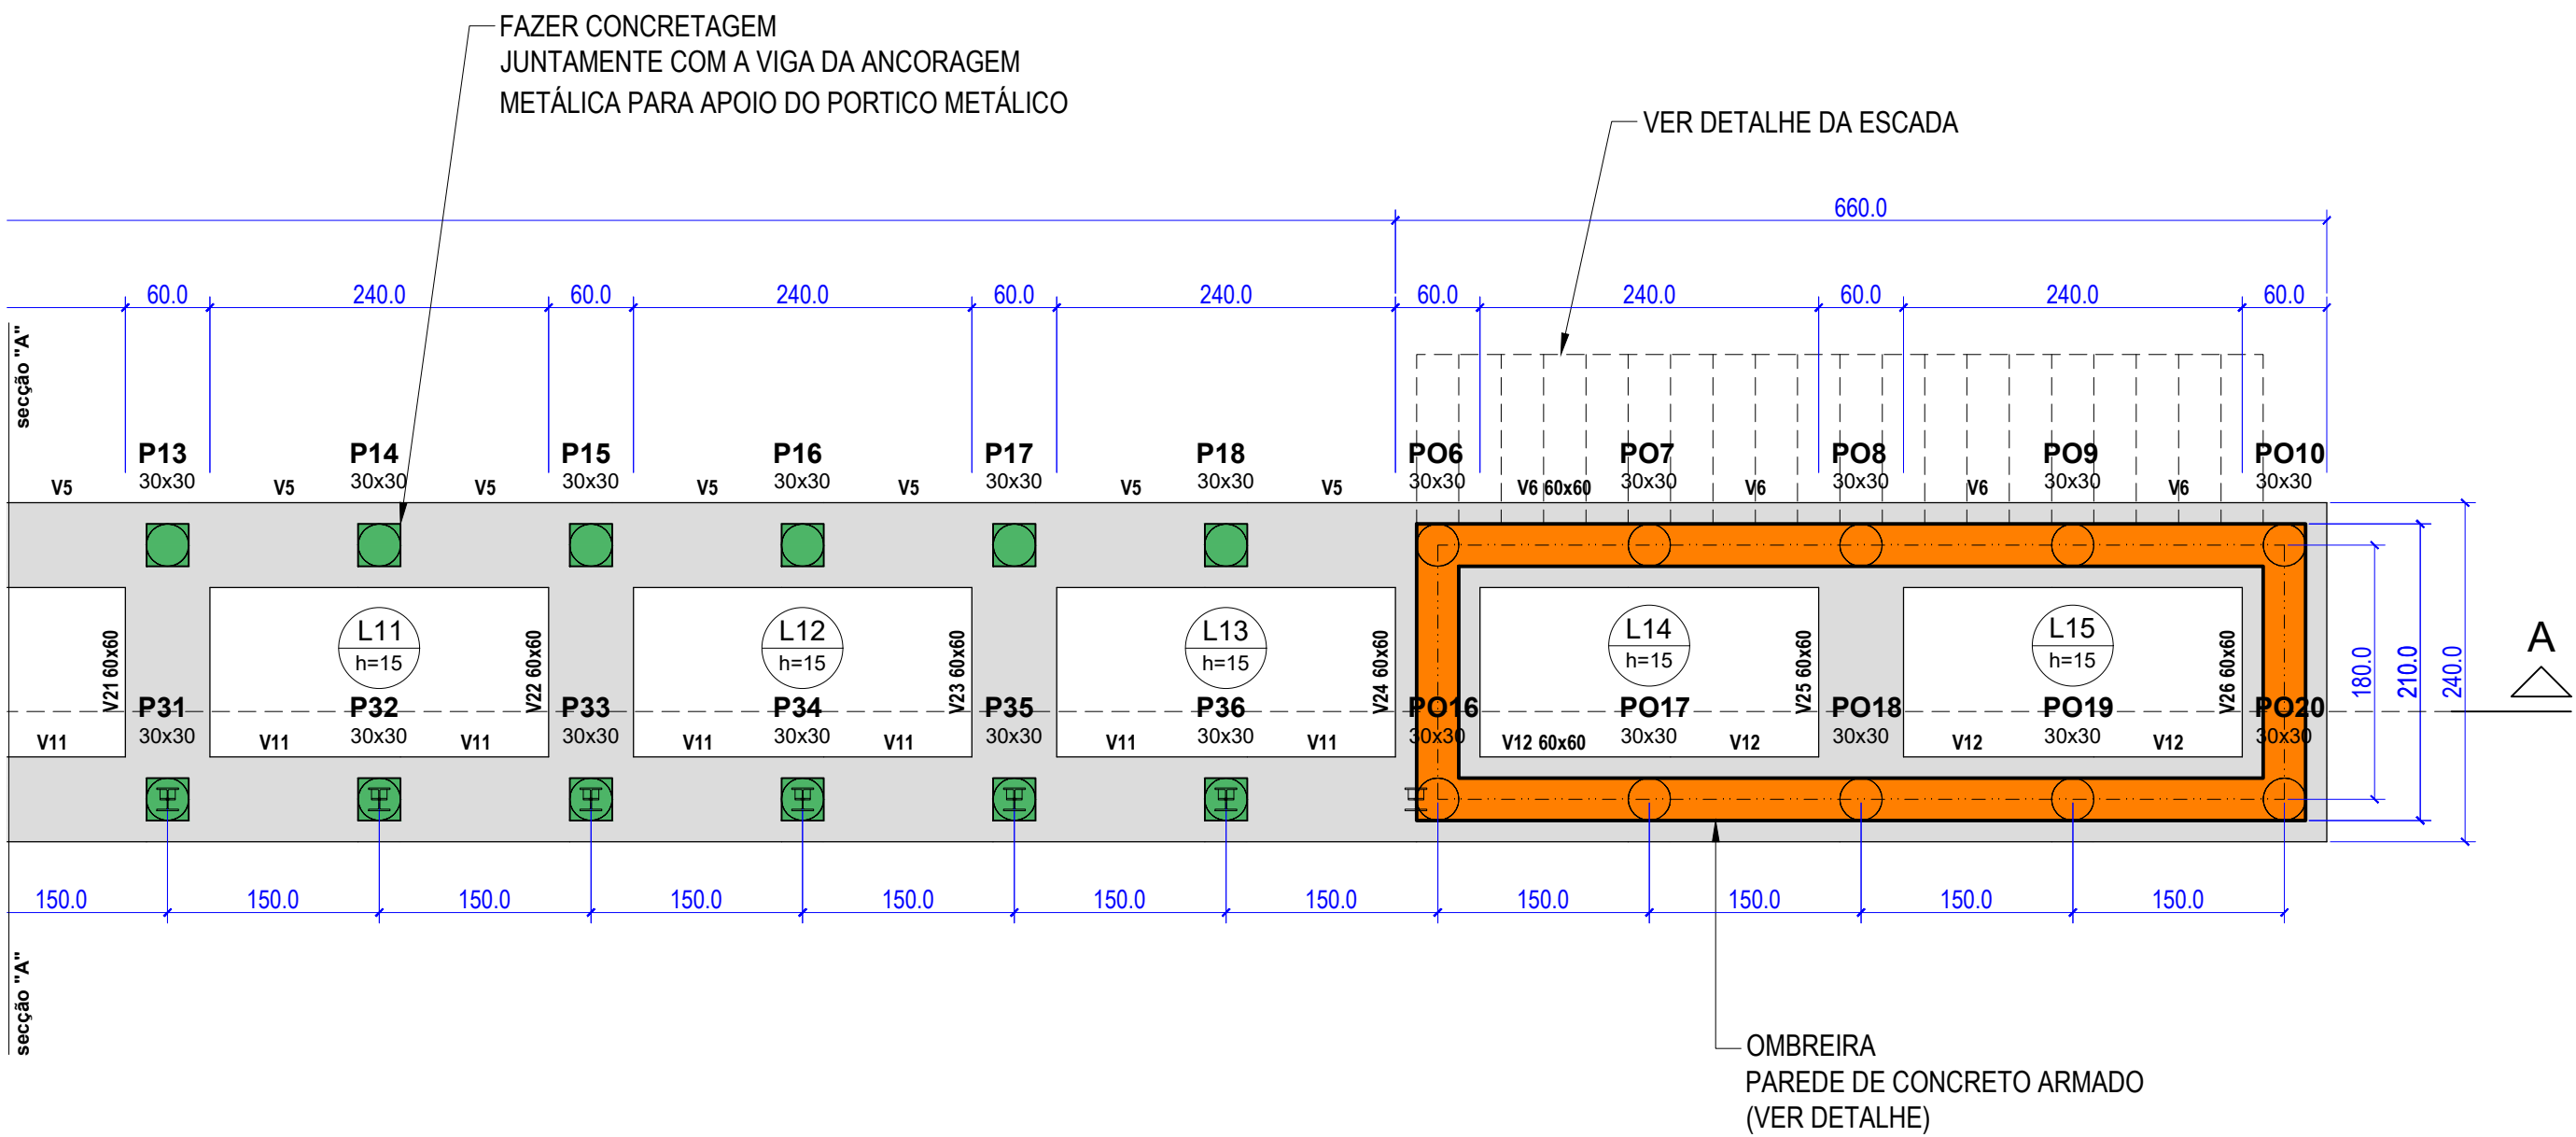 FAZER CONCRETAGEM
JUNTAMENTE COM A VIGA DA ANCORAGEM
METÁLICA PARA APOIO DO PORTICO METÁLICO
VER DETALHE DA ESCADA
660.0
60.0 240.0 60.0 240.0 60.0 240.0 60.0 240.0 60.0 240.0 60.0
secção "A"
P13 P14 P15 P16 P17 P18 PO6 PO7 PO8 PO9 PO10
30x30 30x30 30x30 30x30 30x30 30x30 30x30 30x30 30x30 30x30 30x30
V5 V5 V5 V5 V5 V5 V5 V6 60x60 V6 V6 V6
L11 L12 L13 L14 L15
h=15 h=15 h=15 h=15 h=15
V21 60x60 V22 60x60 V23 60x60 V24 60x60 V25 60x60 V26 60x60
180.0 210.0 240.0
A
P31 P32 P33 P34 P35 P36 PO16 PO17 PO18 PO19 PO20
30x30 30x30 30x30 30x30 30x30 30x30 30x30 30x30 30x30 30x30 30x30
V11 V11 V11 V11 V11 V11 V11 V12 60x60 V12 V12 V12
150.0 150.0 150.0 150.0 150.0 150.0 150.0 150.0 150.0 150.0 150.0
secção "A"
OMBREIRA
PAREDE DE CONCRETO ARMADO
(VER DETALHE)